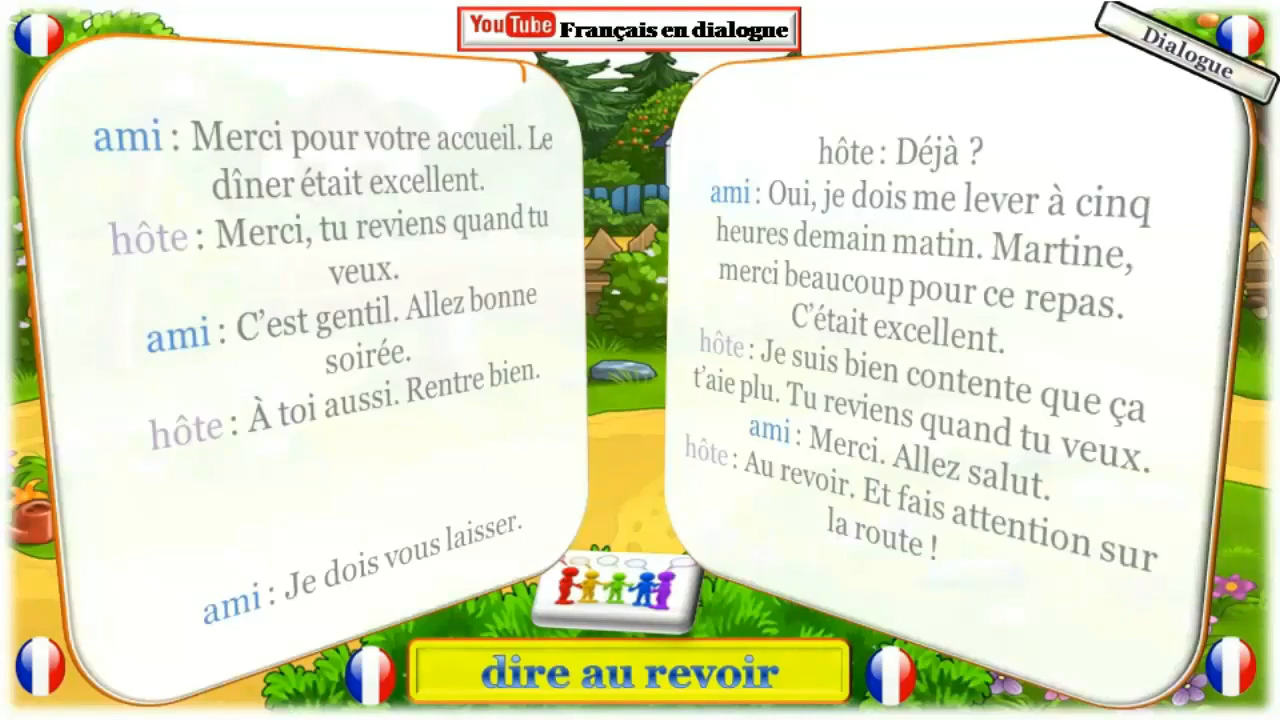 YouTube Français en dialogue
Dialogue
ami : Merci pour votre accueil. Le
dîner était excellent.
hôte : Merci, tu reviens quand tu
veux.
ami : C'est gentil. Allez bonne
soirée.
hôte : À toi aussi. Rentre bien.
ami : Je dois vous laisser.
hôte : Déjà ?
ami : Oui, je dois me lever à cinq
heures demain matin. Martine,
merci beaucoup pour ce repas.
C'était excellent.
hôte : Je suis bien contente que ça
t'aie plu. Tu reviens quand tu veux.
ami : Merci. Allez salut.
hôte : Au revoir. Et fais attention sur
la route !
dire au revoir